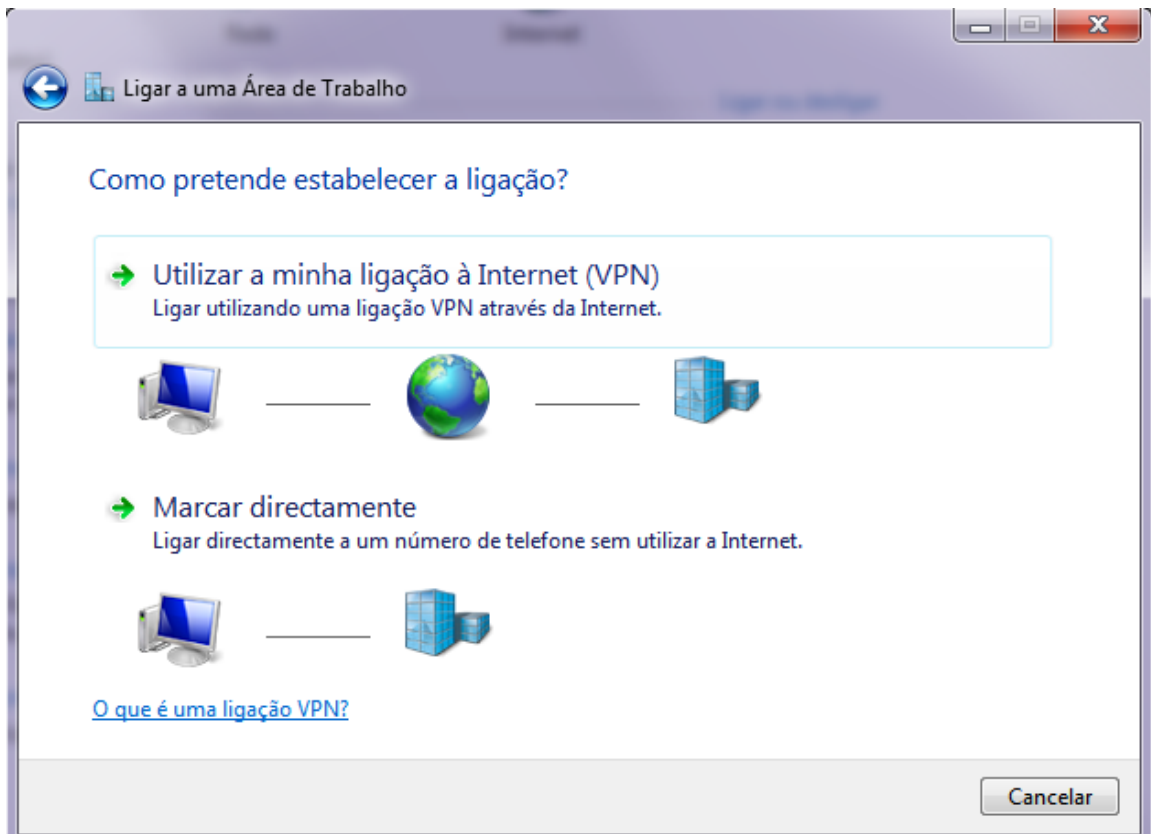 Ligar a uma Área de Trabalho
Como pretende estabelecer a ligação?
Utilizar a minha ligação à Internet (VPN)
Ligar utilizando uma ligação VPN através da Internet.
Marcar directamente
Ligar directamente a um número de telefone sem utilizar a Internet.
O que é uma ligação VPN?
Cancelar